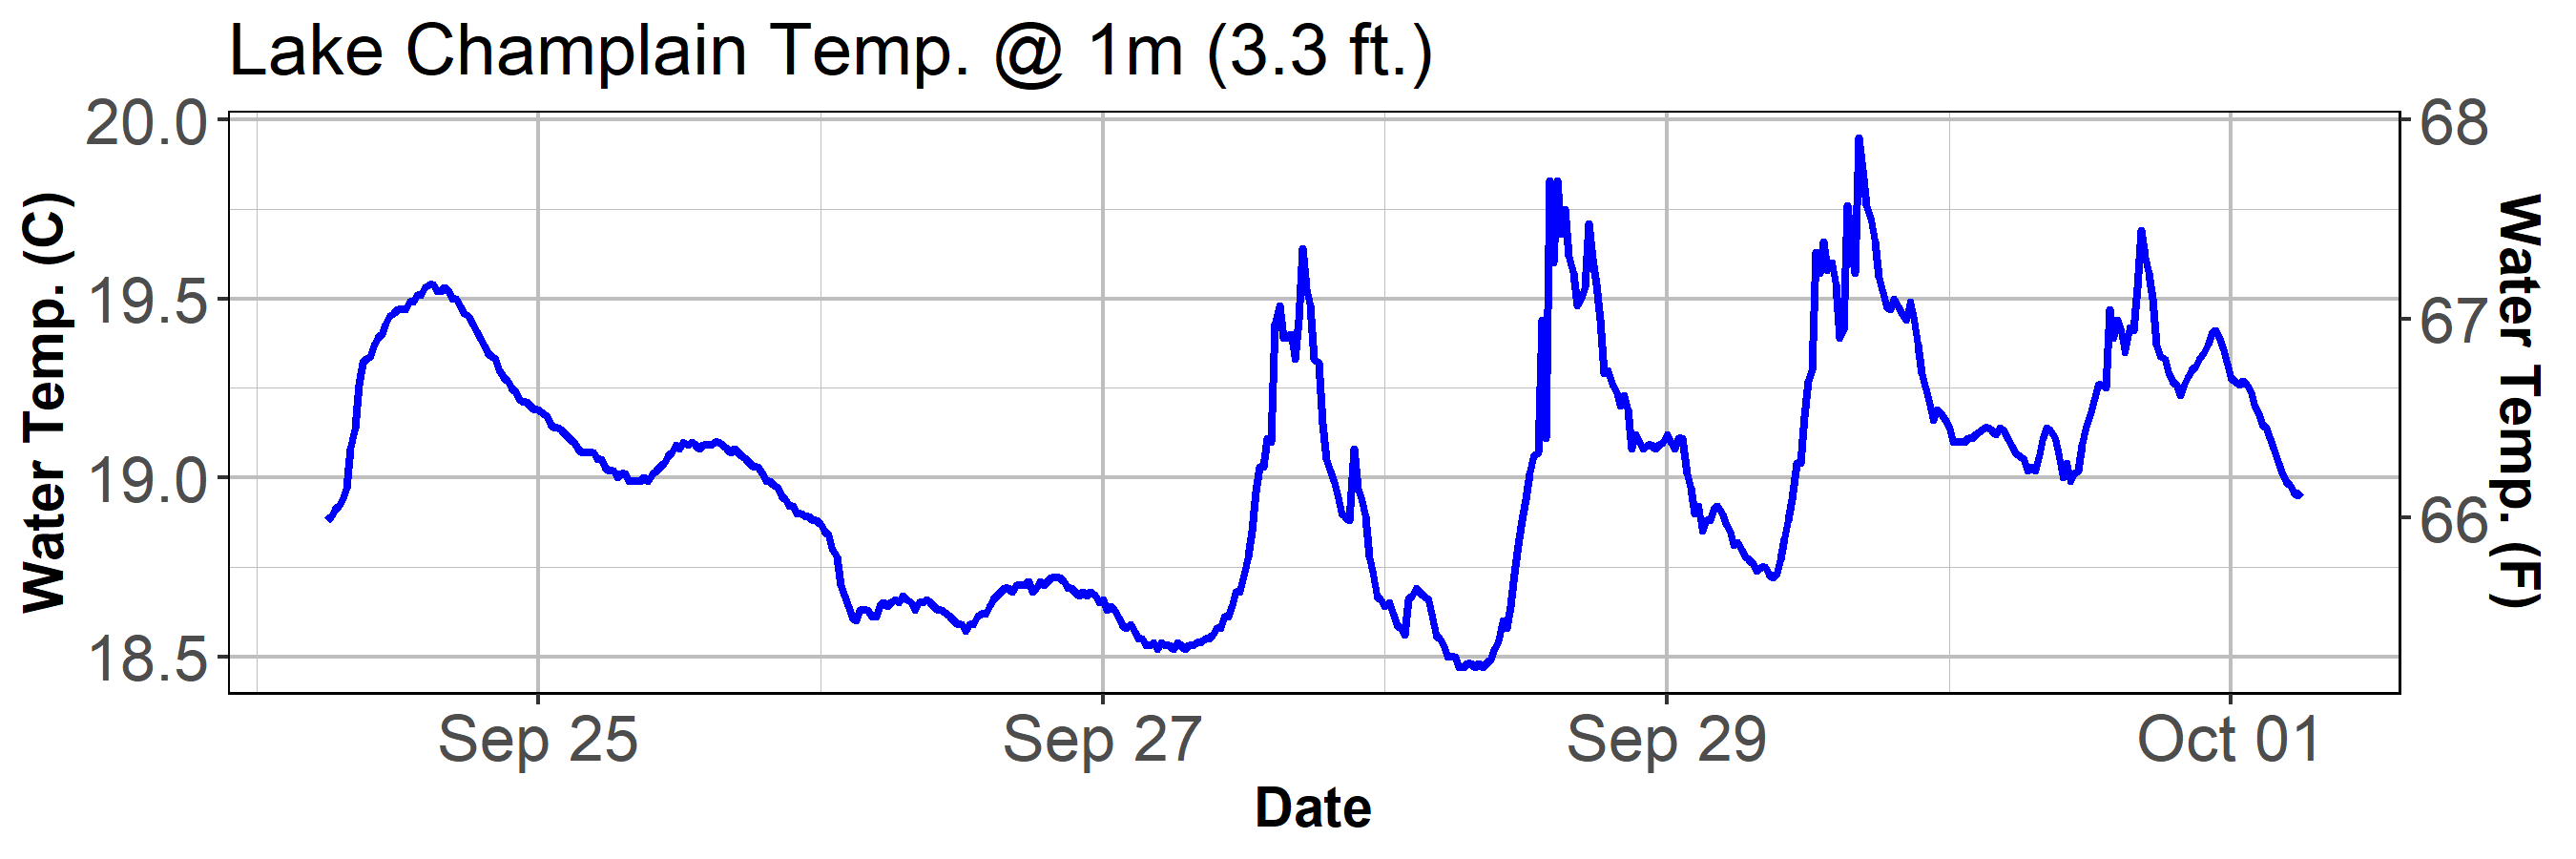 Lake Champlain Temp. @ 1m (3.3 ft.)
Water Temp. (C)
20.0
19.5
19.0
18.5
68
67
66
Water Temp. (F)
Sep 25
Sep 27
Sep 29
Oct 01
Date